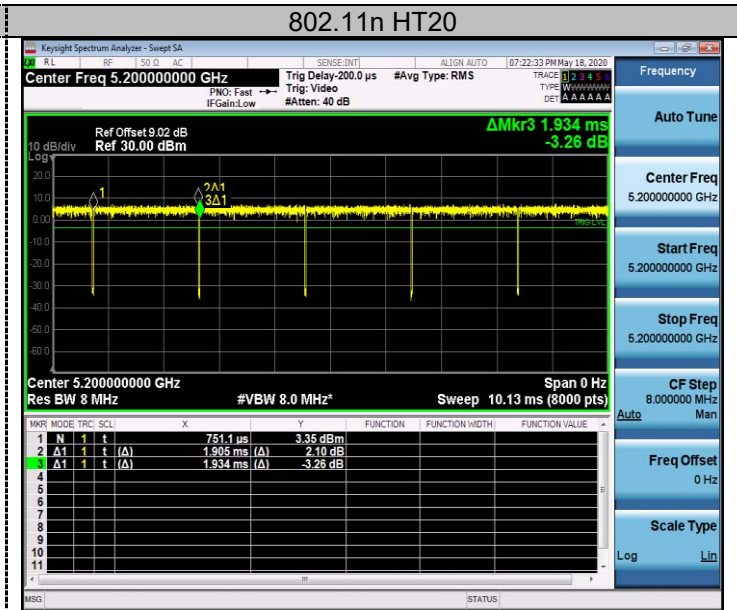 802.11n HT20
Keysight Spectrum Analyzer - Swept SA
RL RF 50 Ω AC SENSE:INT ALIGN AUTO 07:22:33 PM May 18, 2020
Center Freq 5.200000000 GHz
PNO: Fast
IFGain:Low
Trig Delay-200.0 µs
Trig: Video
#Atten: 40 dB
#Avg Type: RMS
TRACE 1 2 3 4 5 6
TYPE WWWWWW
DET A A A A A A
Frequency
Auto Tune
Center Freq
5.200000000 GHz
Start Freq
5.200000000 GHz
Stop Freq
5.200000000 GHz
CF Step
8.000000 MHz
Auto Man
Freq Offset
0 Hz
Scale Type
Log Lin
ΔMkr3 1.934 ms
-3.26 dB
Ref Offset 9.02 dB
10 dB/div Ref 30.00 dBm
Log
20.0
10.0
0.00
-10.0
-20.0
-30.0
-40.0
-50.0
-60.0
1
2Δ1
3Δ1
TRIG LVL
Center 5.200000000 GHz Span 0 Hz
Res BW 8 MHz #VBW 8.0 MHz* Sweep 10.13 ms (8000 pts)
MKR MODE TRC SCL X Y FUNCTION FUNCTION WIDTH FUNCTION VALUE
1 N 1 t 751.1 µs 3.35 dBm
2 Δ1 1 t (Δ) 1.905 ms (Δ) 2.10 dB
3 Δ1 1 t (Δ) 1.934 ms (Δ) -3.26 dB
4
5
6
7
8
9
10
11
MSG STATUS